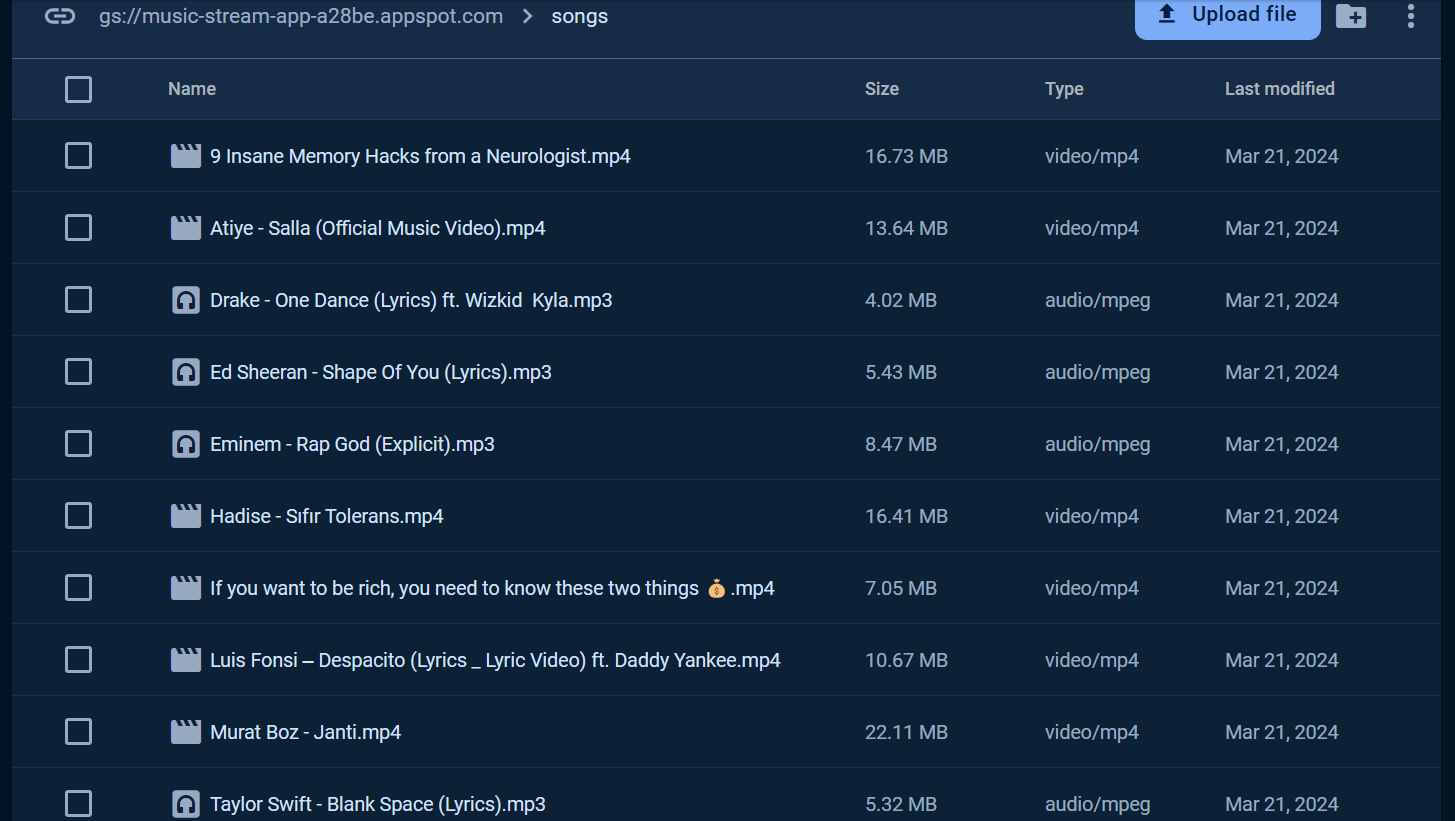 gs://music-stream-app-a28be.appspot.com > songs Upload file
Name Size Type Last modified
9 Insane Memory Hacks from a Neurologist.mp4 16.73 MB video/mp4 Mar 21, 2024
Atiye - Salla (Official Music Video).mp4 13.64 MB video/mp4 Mar 21, 2024
Drake - One Dance (Lyrics) ft. Wizkid  Kyla.mp3 4.02 MB audio/mpeg Mar 21, 2024
Ed Sheeran - Shape Of You (Lyrics).mp3 5.43 MB audio/mpeg Mar 21, 2024
Eminem - Rap God (Explicit).mp3 8.47 MB audio/mpeg Mar 21, 2024
Hadise - Sıfır Tolerans.mp4 16.41 MB video/mp4 Mar 21, 2024
If you want to be rich, you need to know these two things 💰.mp4 7.05 MB video/mp4 Mar 21, 2024
Luis Fonsi – Despacito (Lyrics _ Lyric Video) ft. Daddy Yankee.mp4 10.67 MB video/mp4 Mar 21, 2024
Murat Boz - Janti.mp4 22.11 MB video/mp4 Mar 21, 2024
Taylor Swift - Blank Space (Lyrics).mp3 5.32 MB audio/mpeg Mar 21, 2024